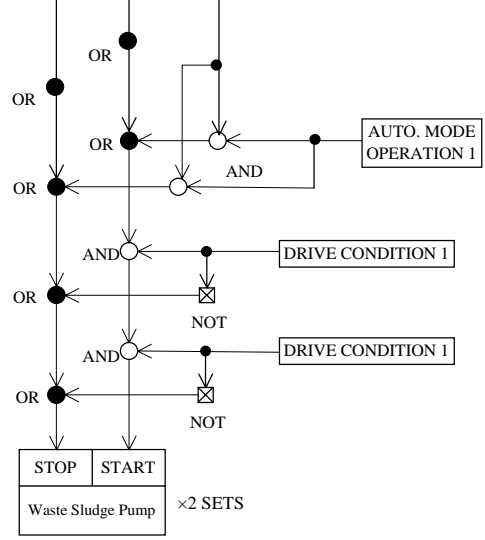 OR
OR
OR
AUTO. MODE
OPERATION 1
AND
OR
AND
DRIVE CONDITION 1
OR
NOT
AND
DRIVE CONDITION 1
OR
NOT
STOP
START
Waste Sludge Pump
×2 SETS